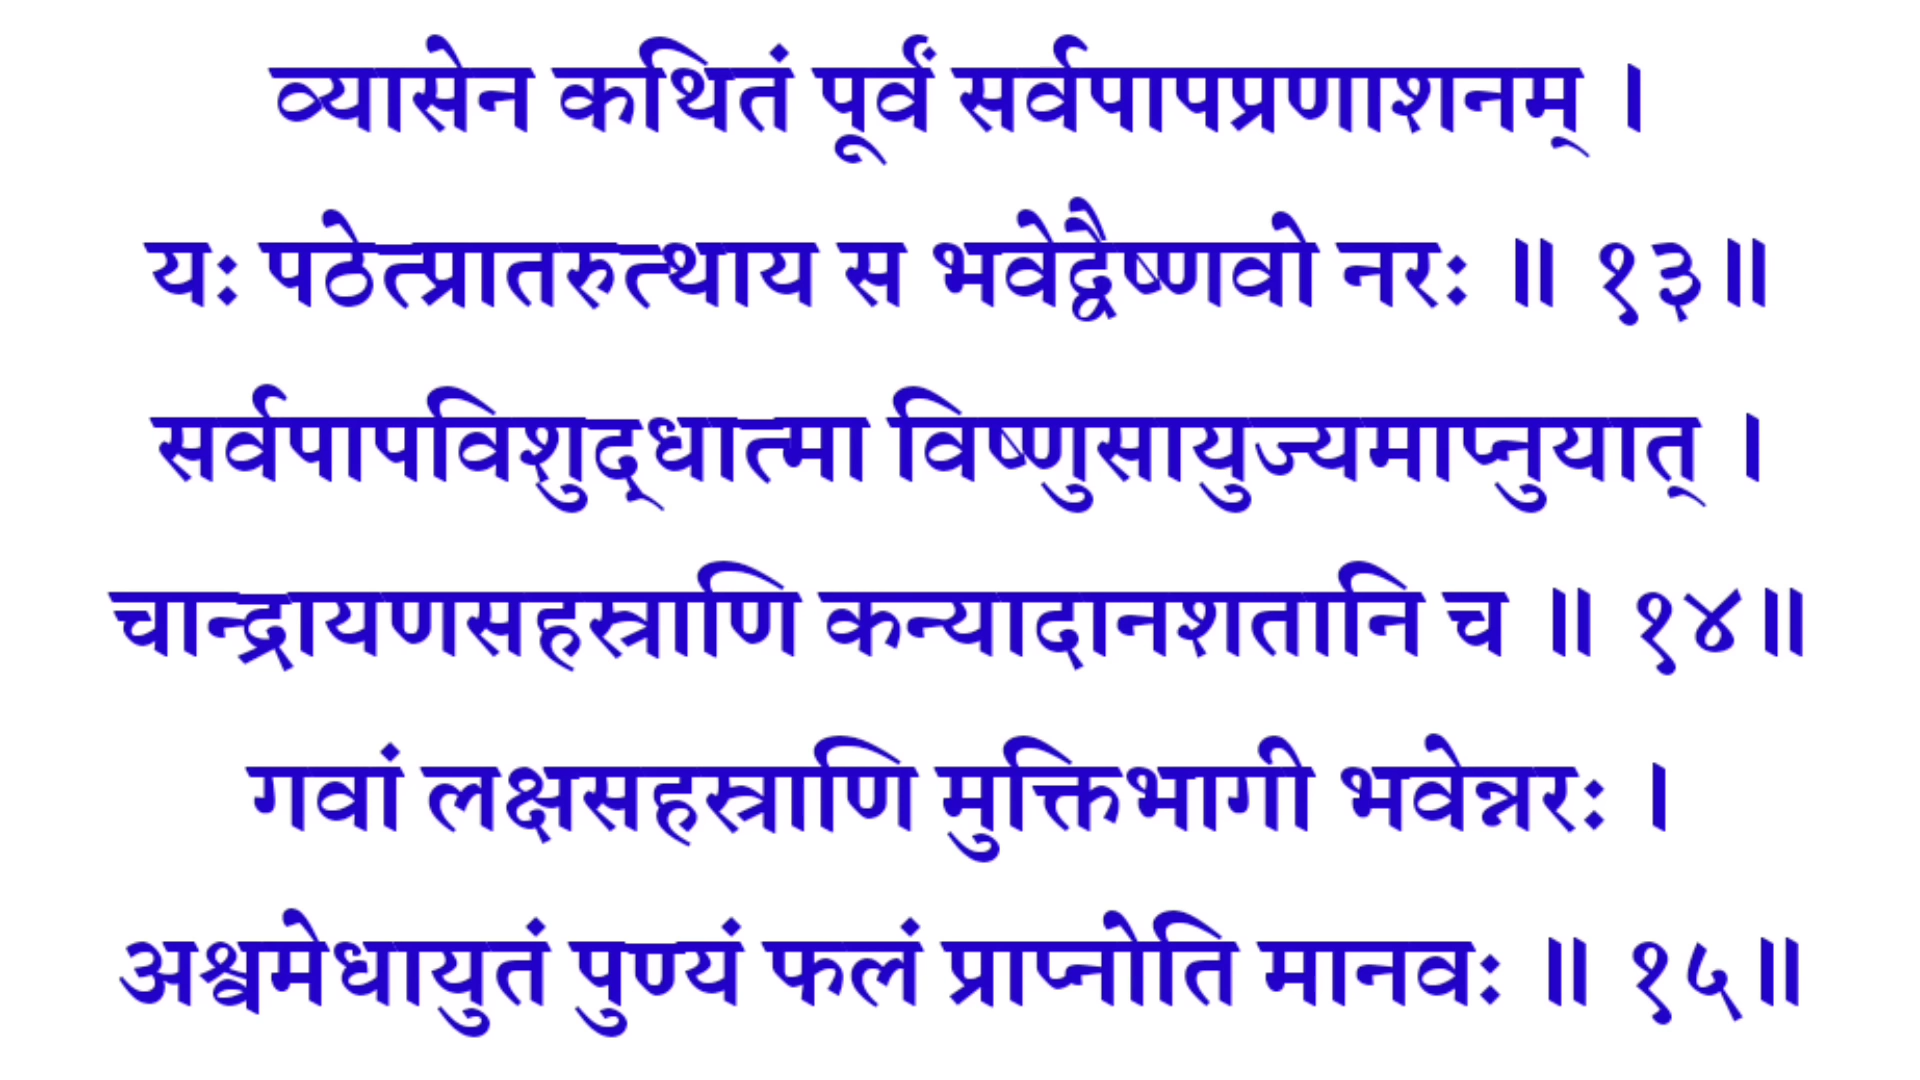 व्यासेन कथितं पूर्वं सर्वपापप्रणाशनम् ।
यः पठेत्प्रातरुत्थाय स भवेद्वैष्णवो नरः ॥ १३॥
सर्वपापविशुद्धात्मा विष्णुसायुज्यमाप्नुयात् ।
चान्द्रायणसहस्राणि कन्यादानशतानि च ॥ १४॥
गवां लक्षसहस्राणि मुक्तिभागी भवेन्नरः ।
अश्वमेधायुतं पुण्यं फलं प्राप्नोति मानवः ॥ १५॥